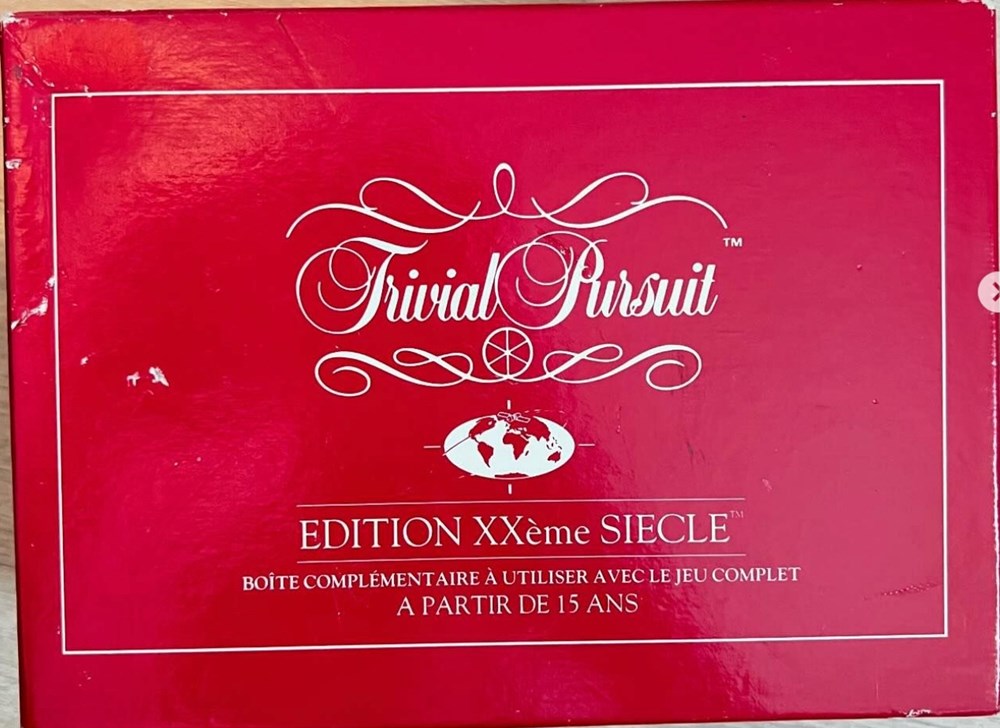 Trivial Pursuit™
EDITION XXème SIECLE™
BOÎTE COMPLÉMENTAIRE À UTILISER AVEC LE JEU COMPLET
A PARTIR DE 15 ANS